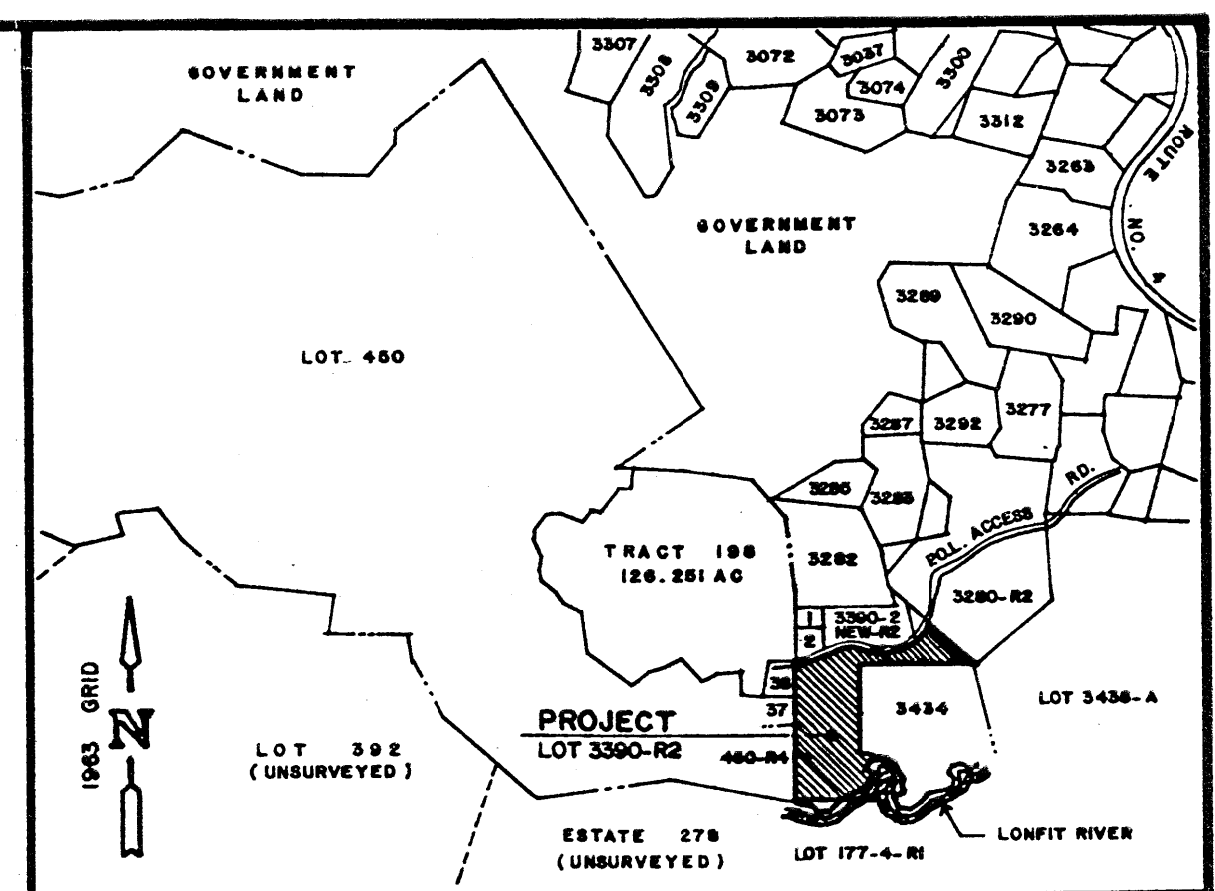 GOVERNMENT
LAND
3307
3308
3309
3072
3037
3074
3073
3300
3312
3263
3264
ROUTE
NO. 4
GOVERNMENT
LAND
3289
3290
LOT 450
3287
3292
3277
3285
3283
P.O.L. ACCESS RD.
TRACT 198
126.251 AC
3282
3280-R2
1
2
3390-2
NEW-R2
38
37
3434
LOT 3436-A
1963 GRID
N
LOT 392
(UNSURVEYED)
PROJECT
LOT 3390-R2
450-R4
ESTATE 278
(UNSURVEYED)
LONFIT RIVER
LOT 177-4-R1